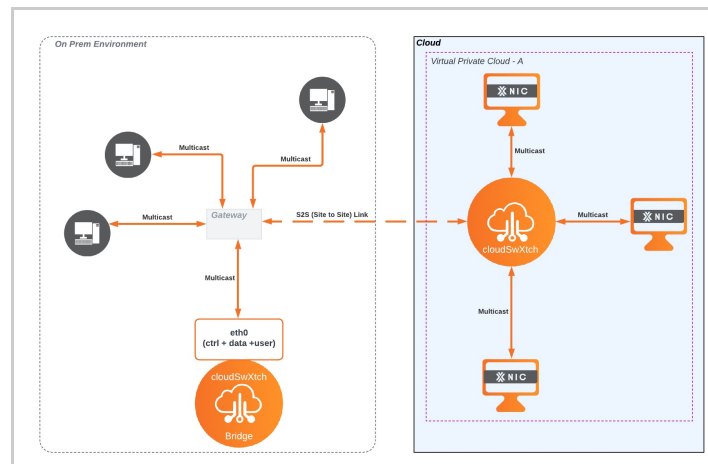 On Prem Environment
Multicast
Multicast
Multicast
Gateway
S2S (Site to Site) Link
Multicast
eth0
(ctrl + data +user)
cloudSwXtch
Bridge
Cloud
Virtual Private Cloud - A
NIC
Multicast
cloudSwXtch
Multicast
NIC
Multicast
NIC